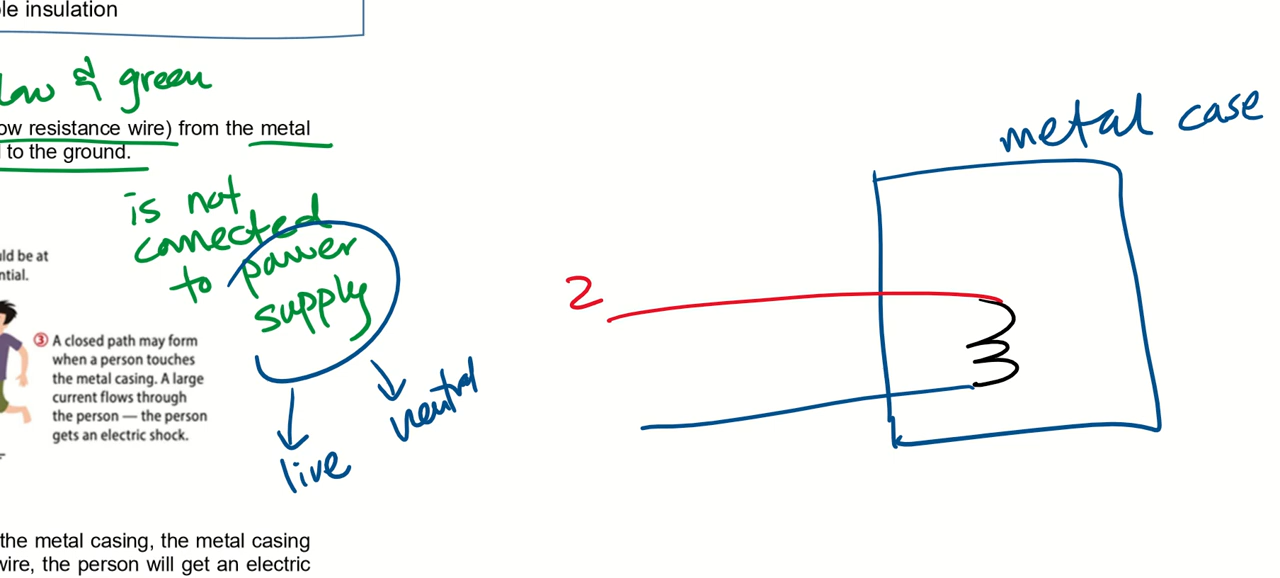 le insulation
low & green
ow resistance wire) from the metal
to the ground.
metal case
is not
connected
to power
supply
uld be at
ntial.
2
③ A closed path may form
when a person touches
the metal casing. A large
current flows through
the person — the person
gets an electric shock.
neutral
live
the metal casing, the metal casing
wire, the person will get an electric